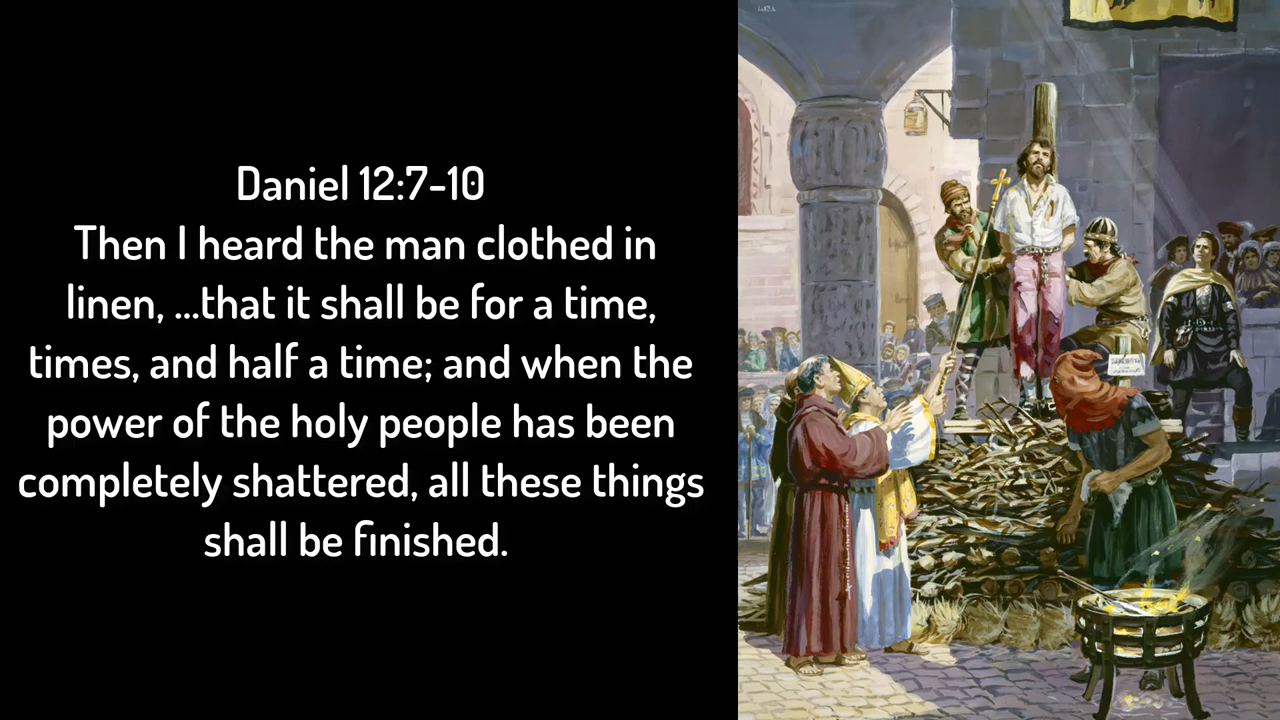 Daniel 12:7-10
Then I heard the man clothed in
linen, ...that it shall be for a time,
times, and half a time; and when the
power of the holy people has been
completely shattered, all these things
shall be finished.